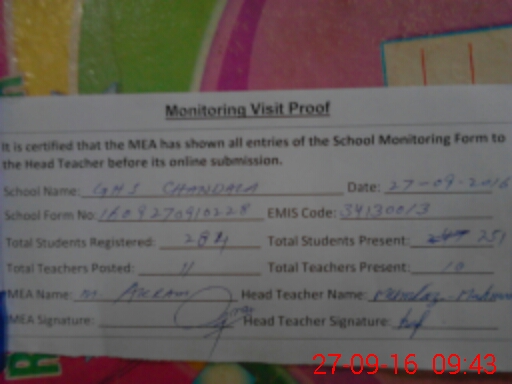 Monitoring Visit Proof
It is certified that the MEA has shown all entries of the School Monitoring Form to
the Head Teacher before its online submission.
School Name: GHS CHANDALA Date: 27-09-2016
School Form No: 1609270910228 EMIS Code: 34130013
Total Students Registered: 284 Total Students Present: 251
Total Teachers Posted: 11 Total Teachers Present: 10
MEA Name: M AKRAM Head Teacher Name:
MEA Signature: Head Teacher Signature:
27-09-16 09:43